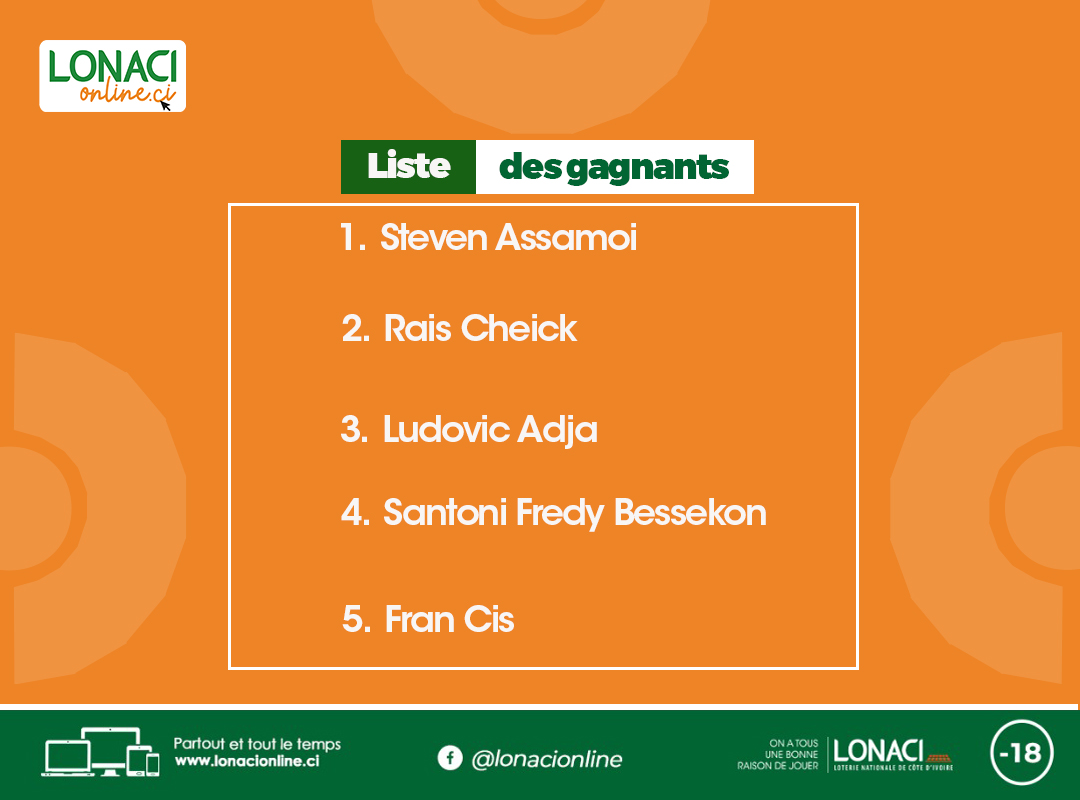 LONACI
online.ci
Liste des gagnants
1. Steven Assamoi
2. Rais Cheick
3. Ludovic Adja
4. Santoni Fredy Bessekon
5. Fran Cis
Partout et tout le temps
www.lonacionline.ci
@lonacionline
ON A TOUS
UNE BONNE
RAISON DE JOUER
LONACI
LOTERIE NATIONALE DE CÔTE D'IVOIRE
-18